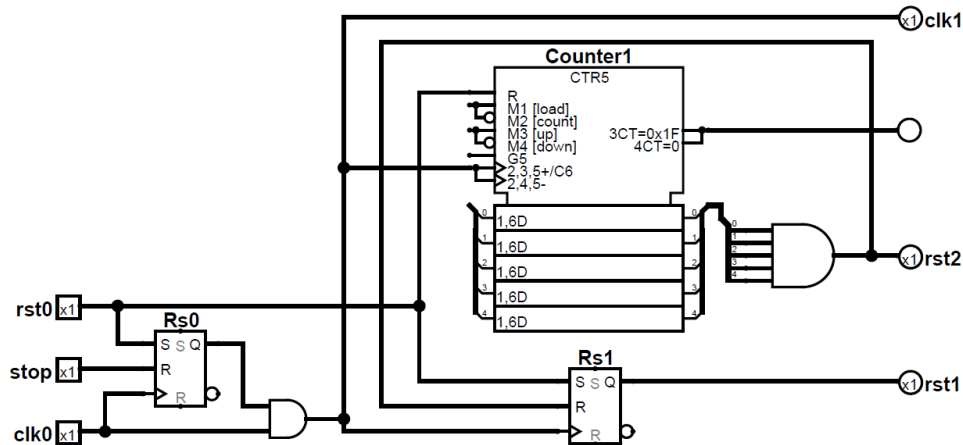 x1 clk1
Counter1
CTR5
R
M1 [load]
M2 [count]
M3 [up]
M4 [down]
G5
2,3,5+/C6
2,4,5-
3CT=0x1F
4CT=0
0 1,6D 0
1 1,6D 1
2 1,6D 2
3 1,6D 3
4 1,6D 4
0
1
2
3
4
x1 rst2
rst0 x1
Rs0
S S Q
R
R
stop x1
clk0 x1
Rs1
S S Q
R
R
x1 rst1